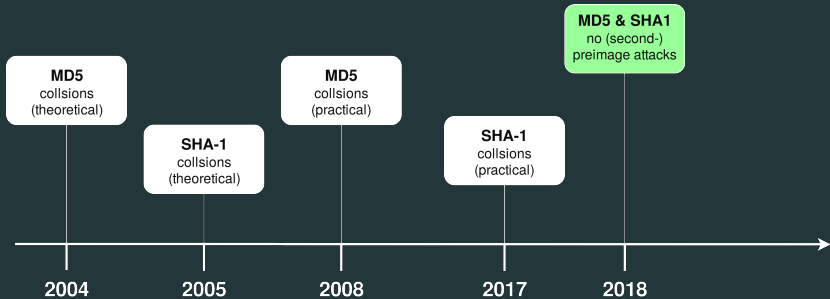 MD5
collsions
(theoretical)
SHA-1
collsions
(theoretical)
MD5
collsions
(practical)
SHA-1
collsions
(practical)
MD5 & SHA1
no (second-)
preimage attacks
2004
2005
2008
2017
2018